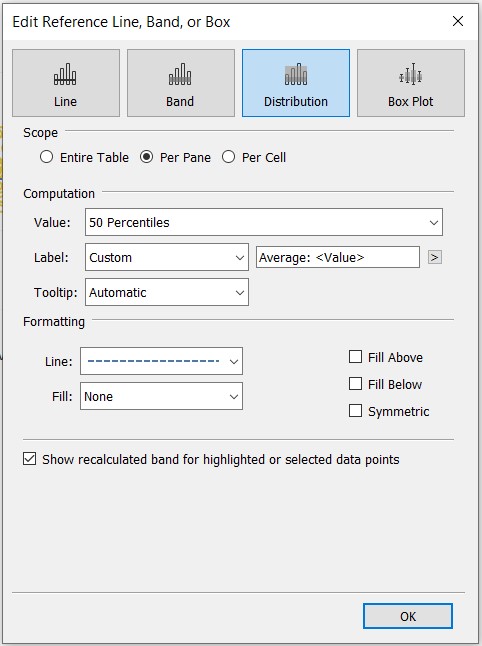 Edit Reference Line, Band, or Box
Line
Band
Distribution
Box Plot
Scope
Entire Table
Per Pane
Per Cell
Computation
Value: 50 Percentiles
Label: Custom Average: <Value> >
Tooltip: Automatic
Formatting
Line:
Fill Above
Fill Below
Fill: None
Symmetric
Show recalculated band for highlighted or selected data points
OK